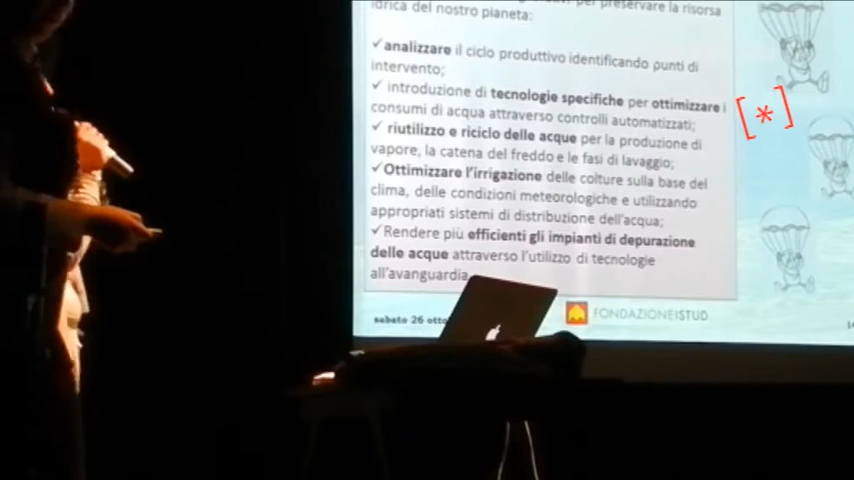 per preservare la risorsa
idrica del nostro pianeta:
✓analizzare il ciclo produttivo identificando punti di
intervento;
✓ introduzione di tecnologie specifiche per ottimizzare i
consumi di acqua attraverso controlli automatizzati;
✓ riutilizzo e riciclo delle acque per la produzione di
vapore, la catena del freddo e le fasi di lavaggio;
✓Ottimizzare l'irrigazione delle colture sulla base del
clima, delle condizioni meteorologiche e utilizzando
appropriati sistemi di distribuzione dell'acqua;
✓Rendere più efficienti gli impianti di depurazione
delle acque attraverso l'utilizzo di tecnologie
all'avanguardia
[*]
sabato 26
FONDAZIONEISTUD